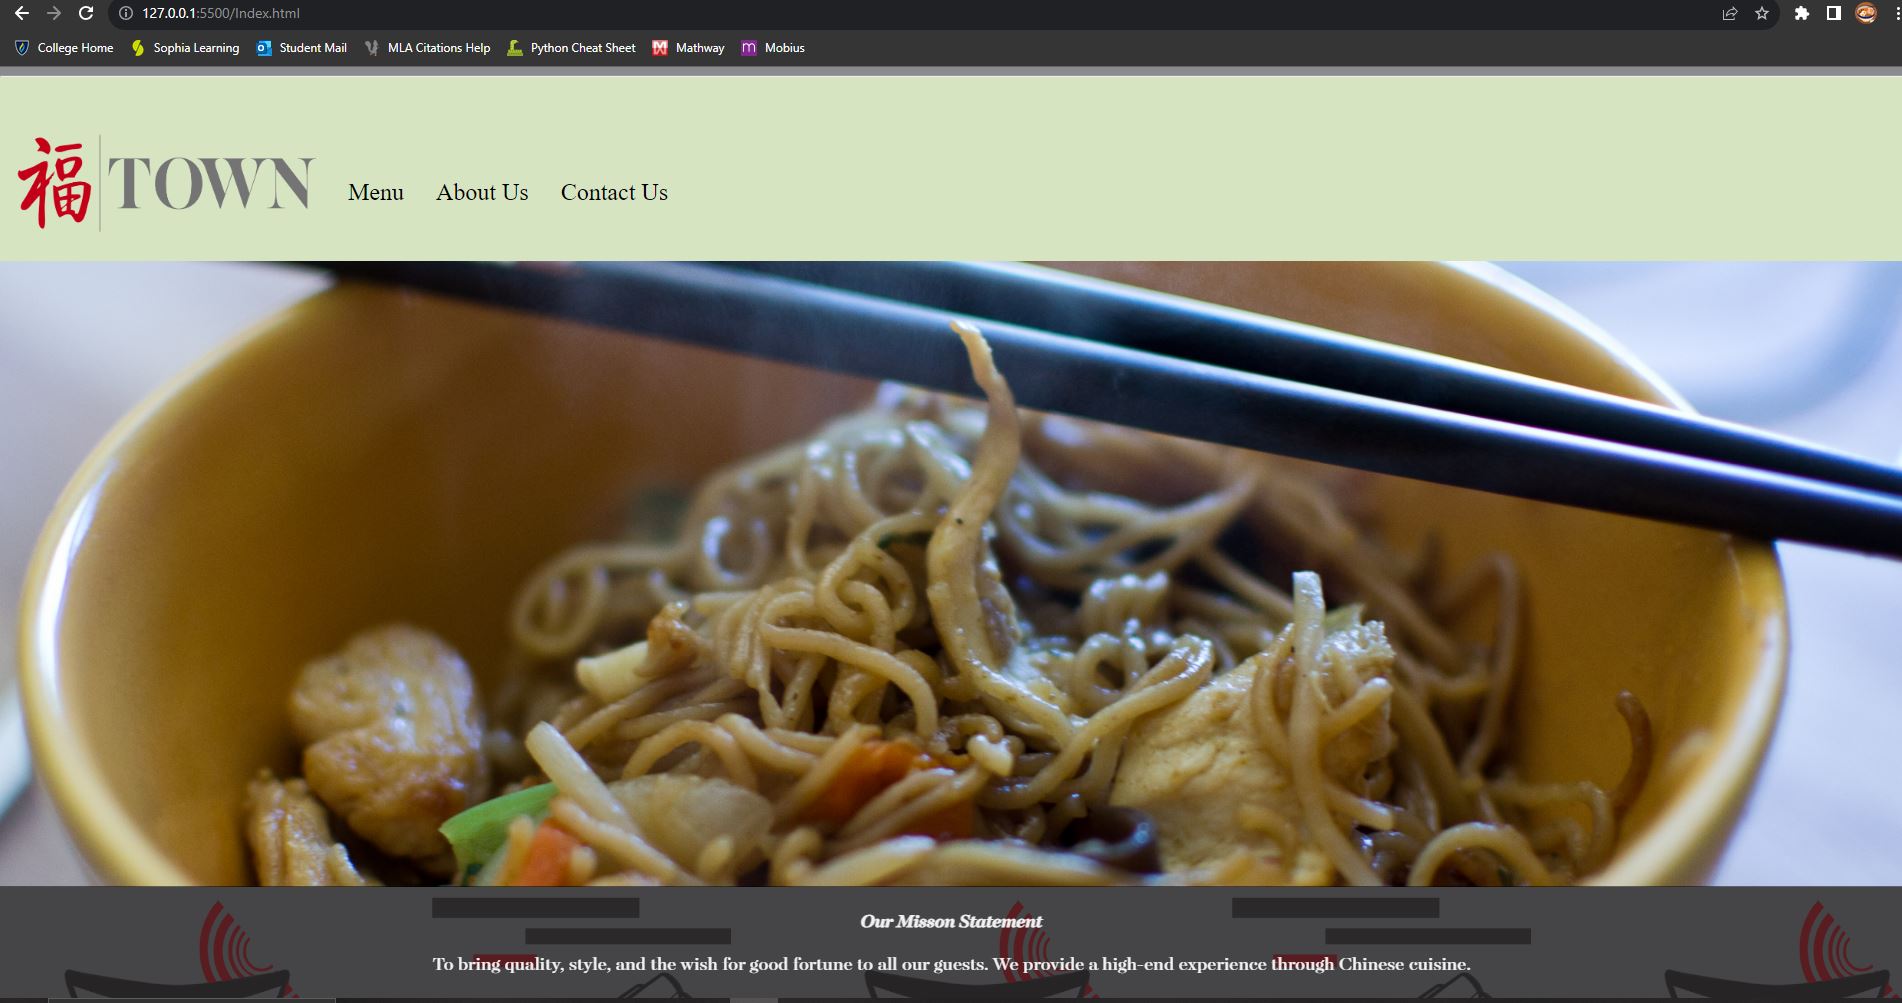 127.0.0.1:5500/Index.html
College Home Sophia Learning Student Mail MLA Citations Help Python Cheat Sheet Mathway Mobius
福 TOWN Menu About Us Contact Us
Our Misson Statement
To bring quality, style, and the wish for good fortune to all our guests. We provide a high-end experience through Chinese cuisine.